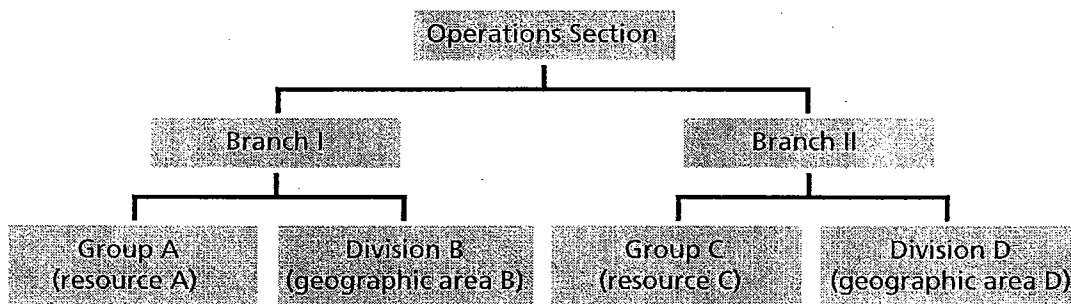 Operations Section
Branch I
Branch II
Group A
(resource A)
Division B
(geographic area B)
Group C
(resource C)
Division D
(geographic area D)